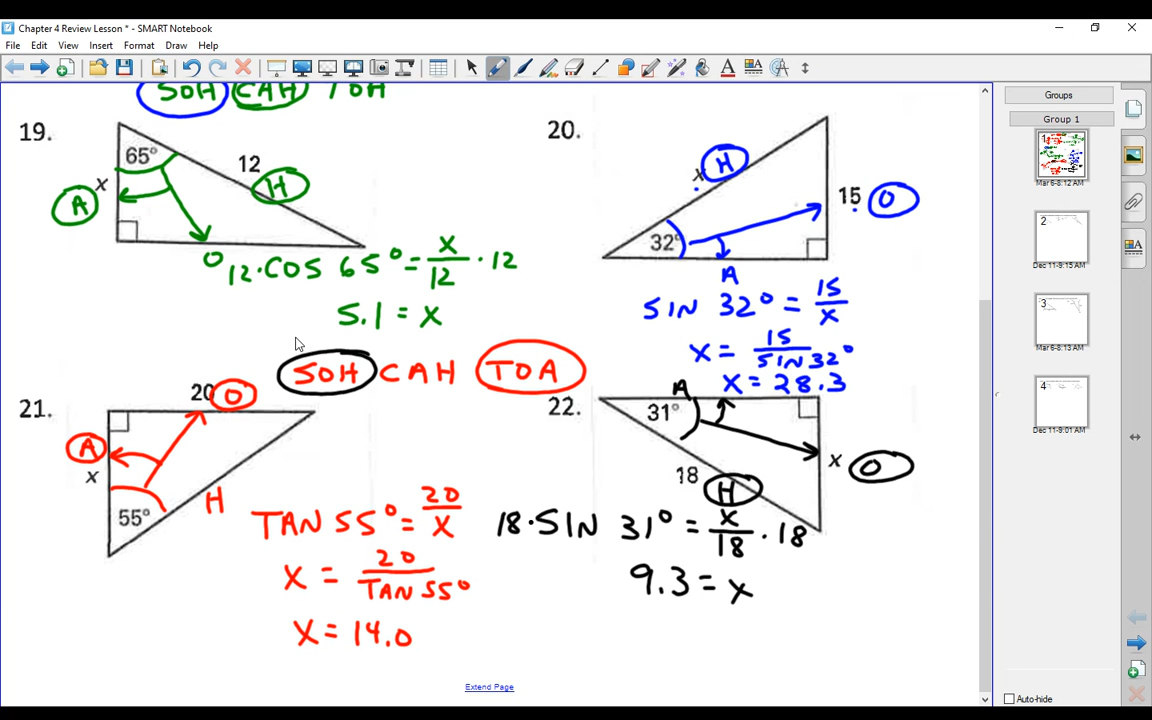 Chapter 4 Review Lesson * - SMART Notebook
File Edit View Insert Format Tools Draw Help
SOH CAH TOA
19.
65°
12
H
x
A
O
12·COS 65° = x/12 · 12
5.1 = x
20.
x
H
15
O
32°
A
SIN 32° = 15/x
x = 15/SIN 32°
x = 28.3
SOH CAH TOA
21.
20
O
A
x
H
55°
TAN 55° = 20/x
x = 20/TAN 55°
x = 14.0
22.
A
31°
x
O
18
H
18·SIN 31° = x/18 · 18
9.3 = x
Extend Page
Groups
Group 1
1
Mar 6-8:12 AM
2
Dec 11-9:15 AM
3
Mar 6-8:13 AM
4
Dec 11-9:01 AM
Auto-hide